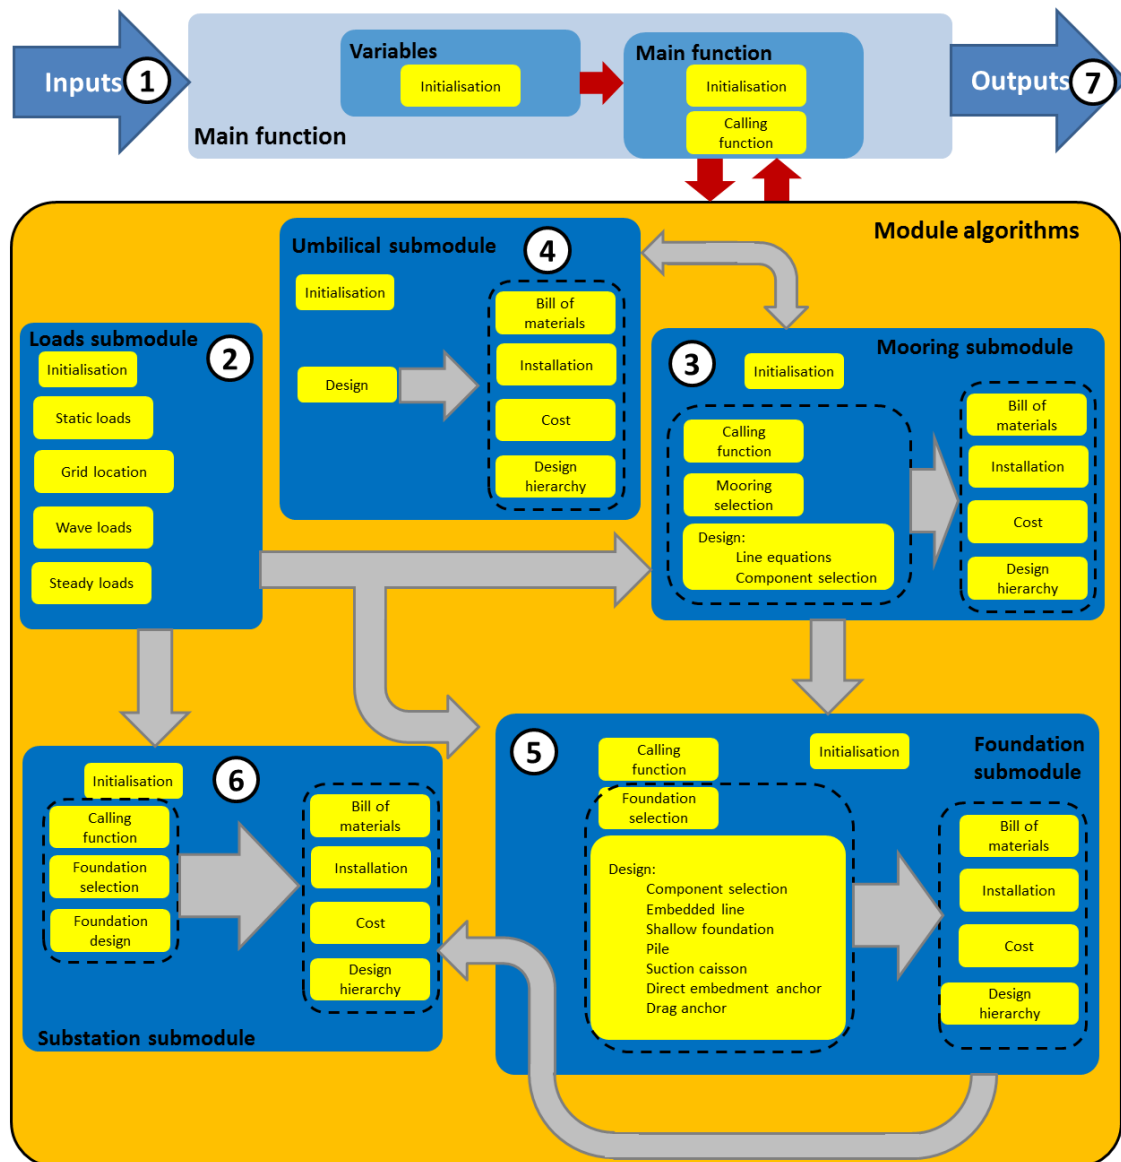 Inputs
1
Variables
Initialisation
Main function
Main function
Initialisation
Calling
function
Outputs
7
Module algorithms
Umbilical submodule
4
Initialisation
Design
Bill of
materials
Installation
Cost
Design
hierarchy
Loads submodule
2
Initialisation
Static loads
Grid location
Wave loads
Steady loads
Mooring submodule
3
Initialisation
Calling
function
Mooring
selection
Design:
Line equations
Component selection
Bill of
materials
Installation
Cost
Design
hierarchy
5
Foundation
submodule
Calling
function
Initialisation
Foundation
selection
Design:
Component selection
Embedded line
Shallow foundation
Pile
Suction caisson
Direct embedment anchor
Drag anchor
Bill of
materials
Installation
Cost
Design
hierarchy
6
Initialisation
Calling
function
Foundation
selection
Foundation
design
Bill of
materials
Installation
Cost
Design
hierarchy
Substation submodule